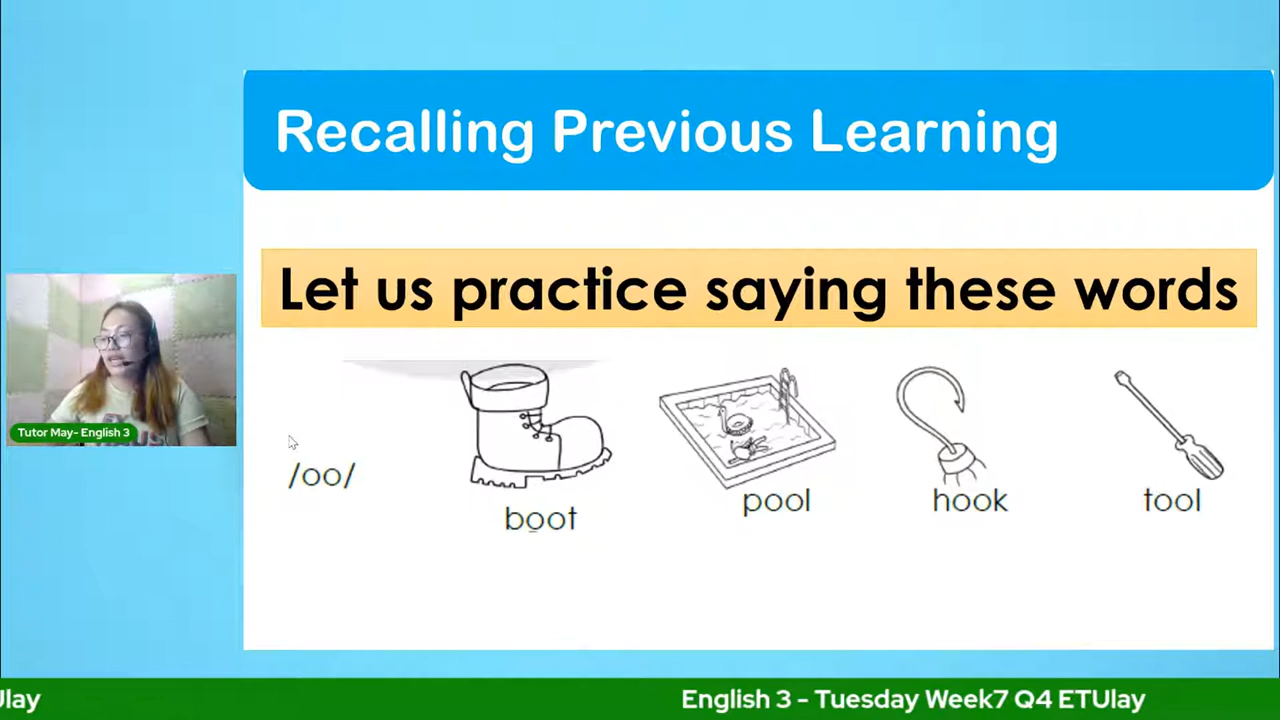 Recalling Previous Learning
Let us practice saying these words
/oo/
boot
pool
hook
tool
Tutor May- English 3
Ulay
English 3 - Tuesday Week7 Q4 ETUlay